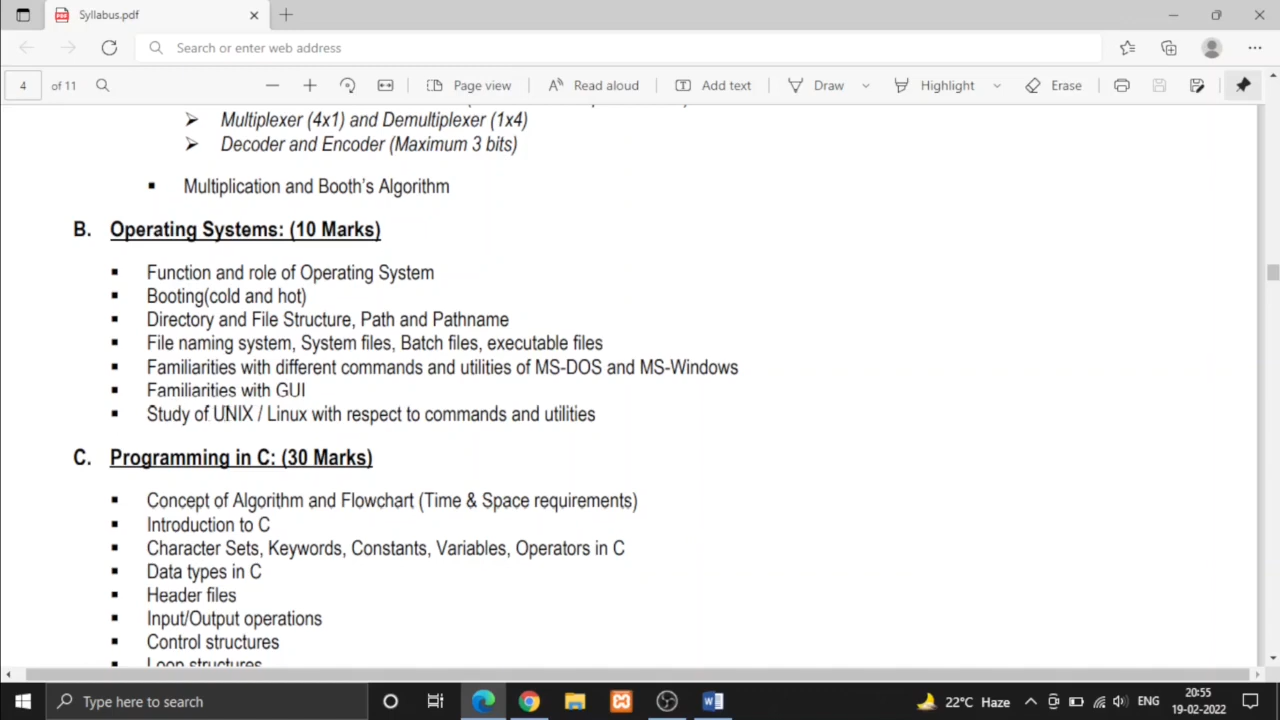 Syllabus.pdf
Search or enter web address
4 of 11
Page view
Read aloud
Add text
Draw
Highlight
Erase
➢ Multiplexer (4x1) and Demultiplexer (1x4)
➢ Decoder and Encoder (Maximum 3 bits)
▪ Multiplication and Booth's Algorithm
B. Operating Systems: (10 Marks)
▪ Function and role of Operating System
▪ Booting(cold and hot)
▪ Directory and File Structure, Path and Pathname
▪ File naming system, System files, Batch files, executable files
▪ Familiarities with different commands and utilities of MS-DOS and MS-Windows
▪ Familiarities with GUI
▪ Study of UNIX / Linux with respect to commands and utilities
C. Programming in C: (30 Marks)
▪ Concept of Algorithm and Flowchart (Time & Space requirements)
▪ Introduction to C
▪ Character Sets, Keywords, Constants, Variables, Operators in C
▪ Data types in C
▪ Header files
▪ Input/Output operations
▪ Control structures
▪ Loop structures
Type here to search
22°C Haze
ENG
20:55
19-02-2022